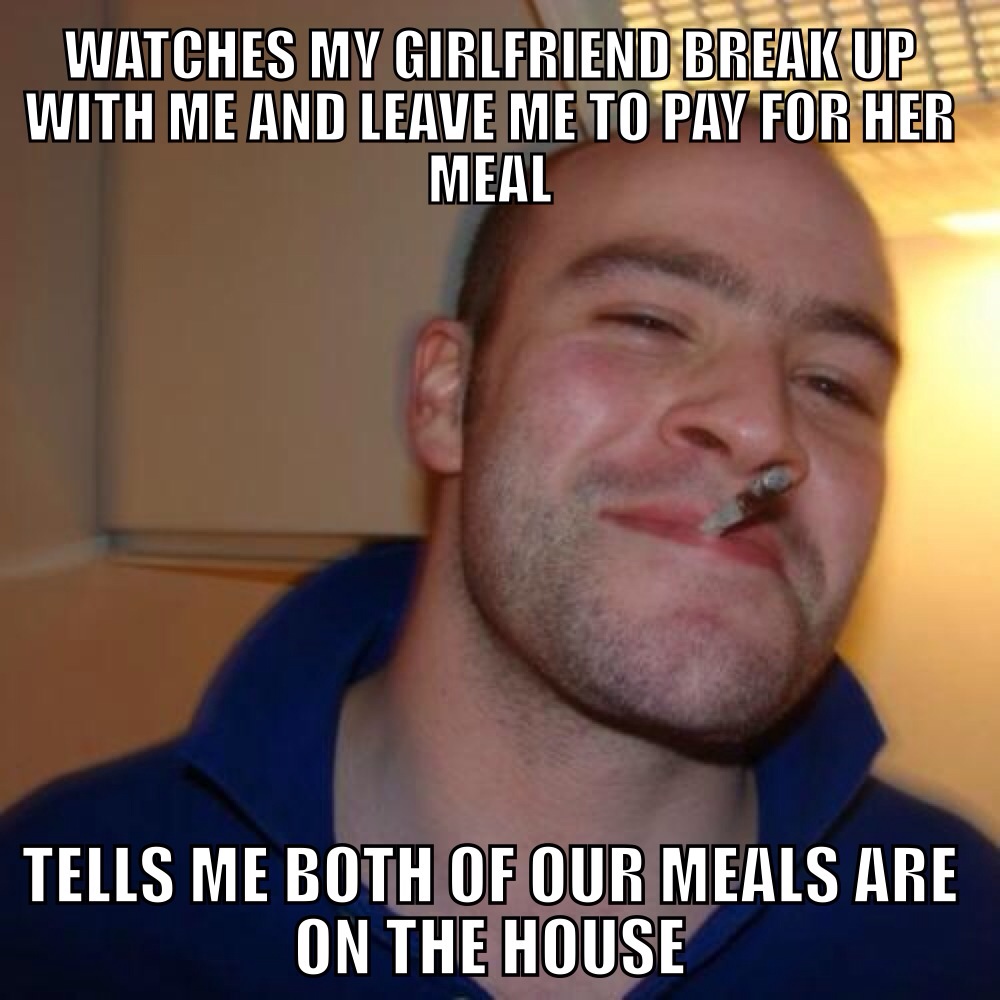 WATCHES MY GIRLFRIEND BREAK UP
WITH ME AND LEAVE ME TO PAY FOR HER
MEAL
TELLS ME BOTH OF OUR MEALS ARE
ON THE HOUSE